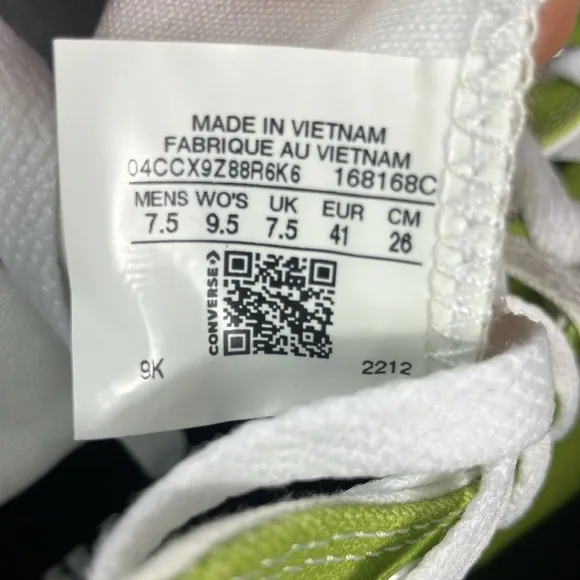 MADE IN VIETNAM
FABRIQUE AU VIETNAM
04CCX9Z88R6K6 168168C
MENS WO'S UK EUR CM
7.5 9.5 7.5 41 26
CONVERSE
9K 2212